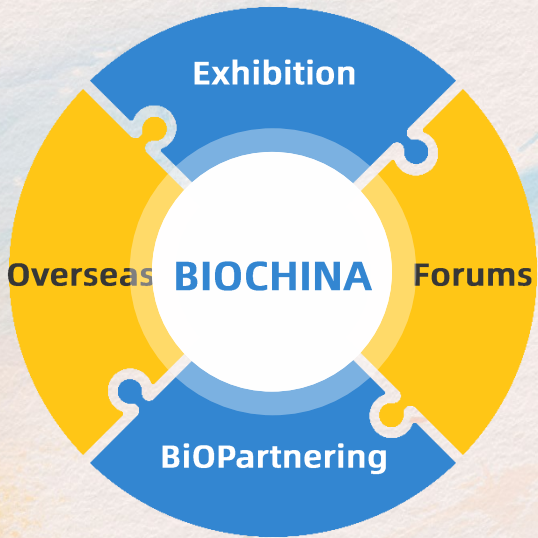 Exhibition
Overseas
BIOCHINA
Forums
BiOPartnering